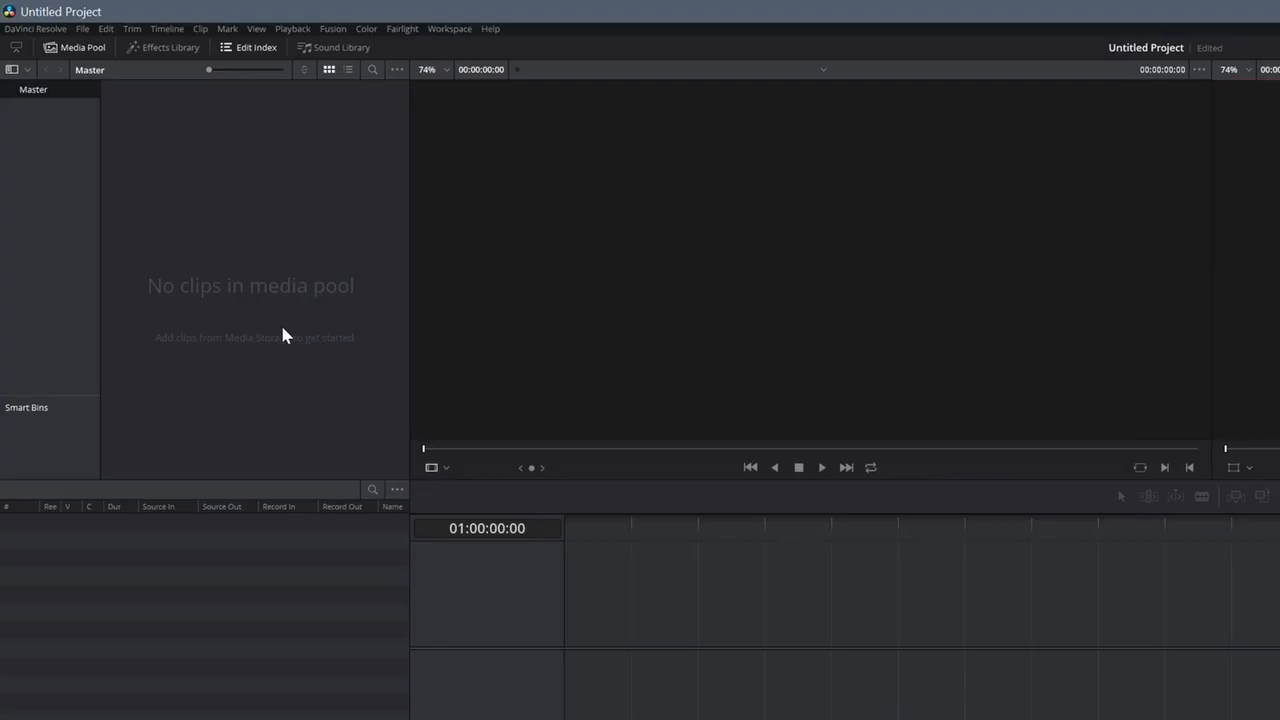 Untitled Project
DaVinci Resolve File Edit Trim Timeline Clip Mark View Playback Fusion Color Fairlight Workspace Help
Media Pool Effects Library Edit Index Sound Library Untitled Project Edited
Master 74% 00:00:00:00 00:00:00:00 74% 00:00
Master
No clips in media pool
Add clips from Media to get started
Smart Bins
# Ree V C Dur Source In Source Out Record In Record Out Name
01:00:00:00